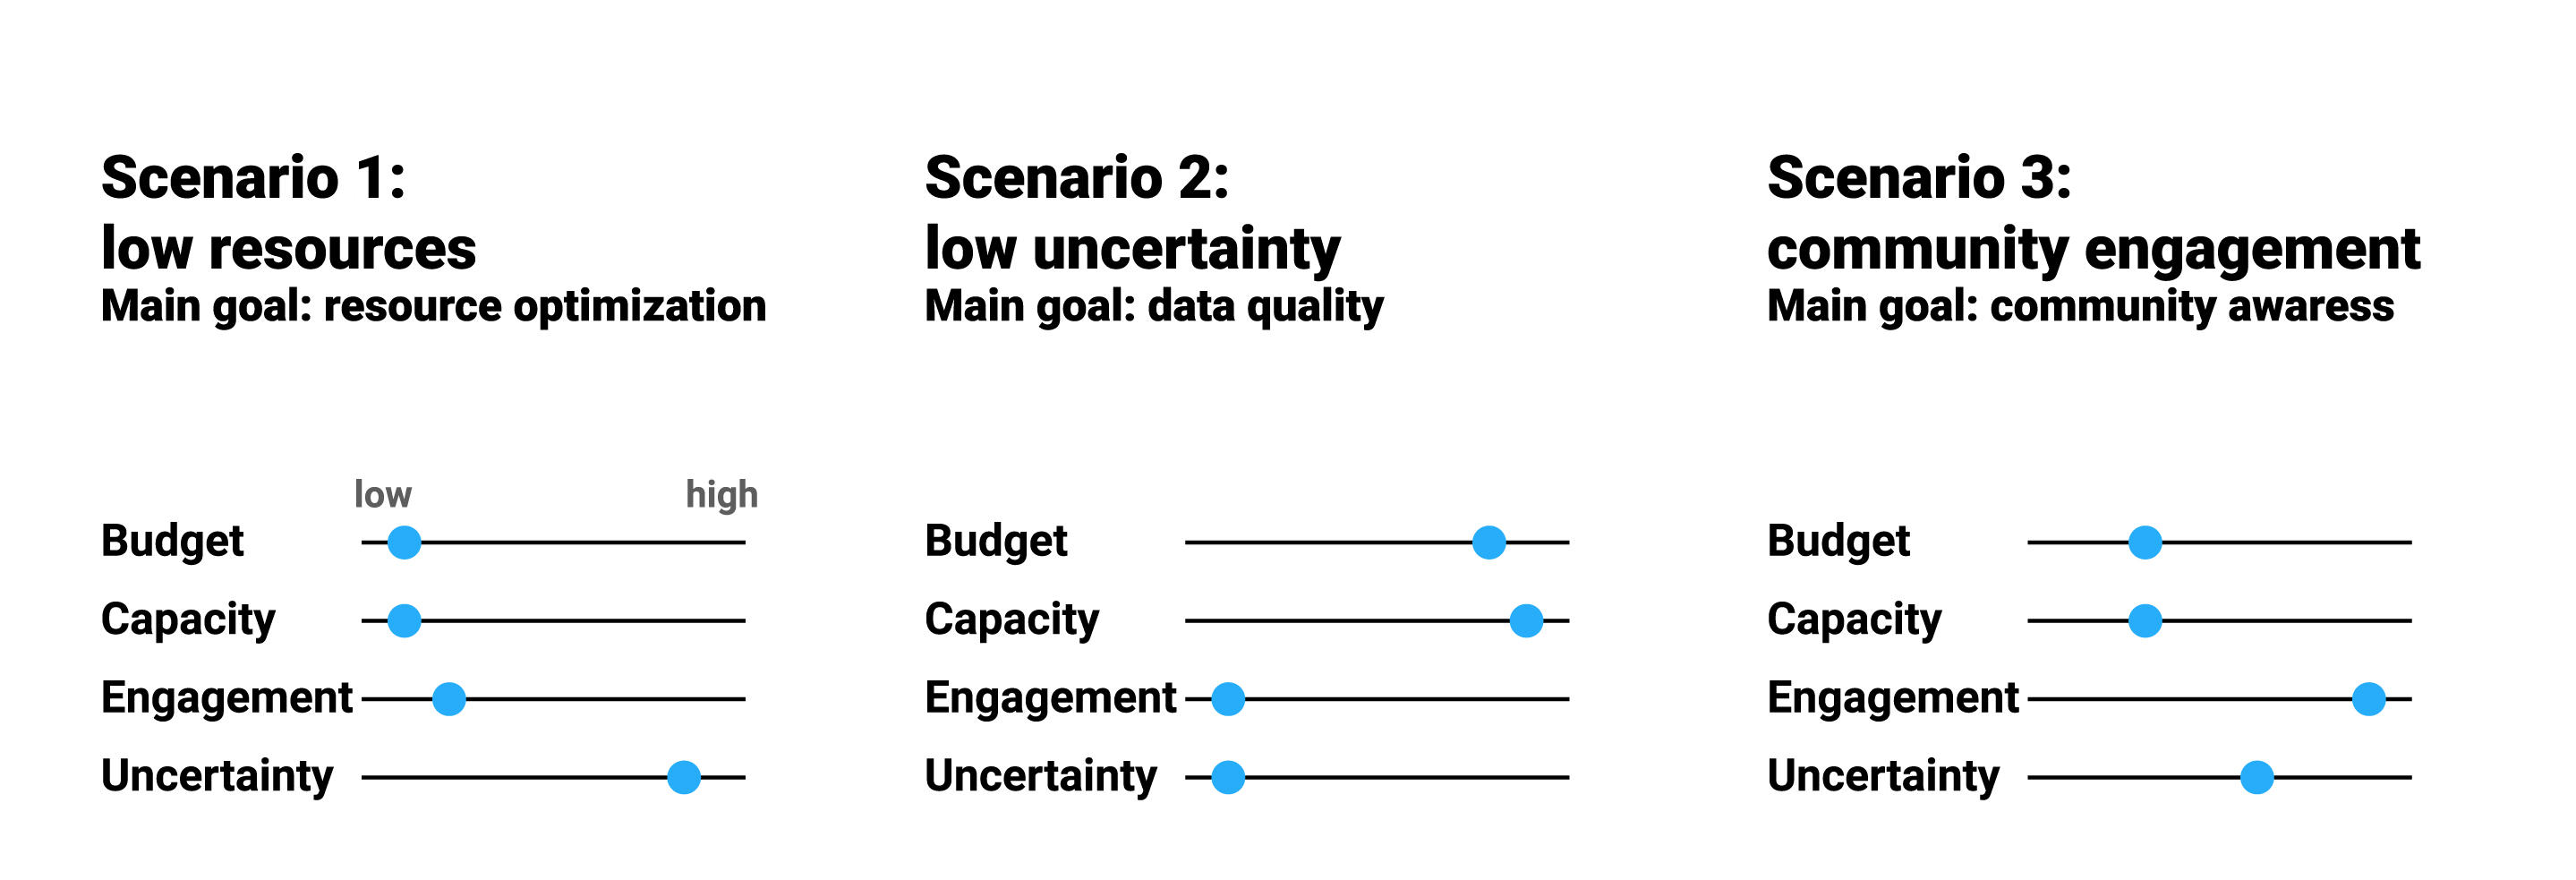 Scenario 1:
low resources
Main goal: resource optimization
low high
Budget
Capacity
Engagement
Uncertainty
Scenario 2:
low uncertainty
Main goal: data quality
Budget
Capacity
Engagement
Uncertainty
Scenario 3:
community engagement
Main goal: community awaress
Budget
Capacity
Engagement
Uncertainty